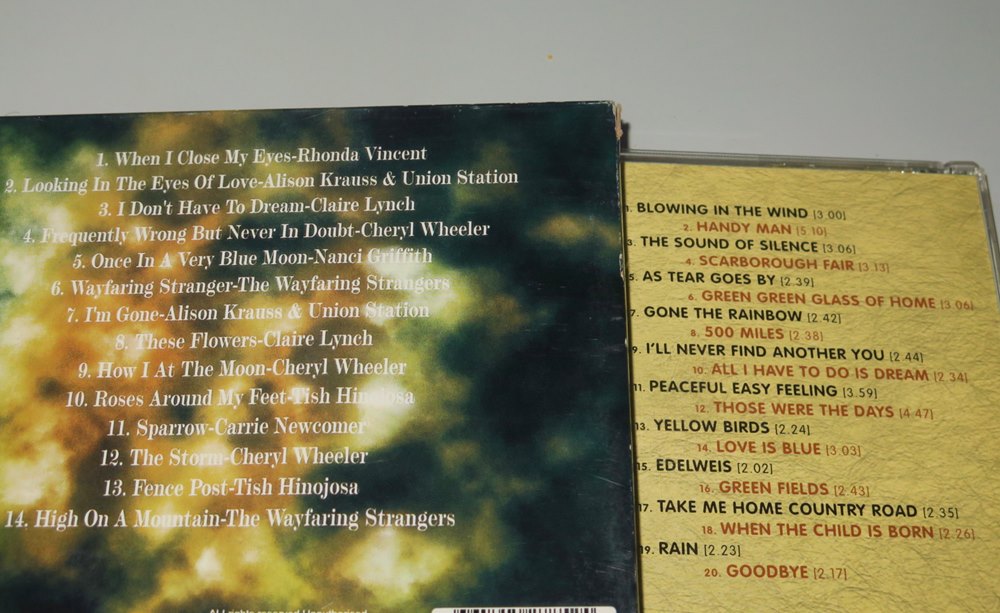 1. When I Close My Eyes-Rhonda Vincent
2. Looking In The Eyes Of Love-Alison Krauss & Union Station
3. I Don't Have To Dream-Claire Lynch
4. Frequently Wrong But Never In Doubt-Cheryl Wheeler
5. Once In A Very Blue Moon-Nanci Griffith
6. Wayfaring Stranger-The Wayfaring Strangers
7. I'm Gone-Alison Krauss & Union Station
8. These Flowers-Claire Lynch
9. How I At The Moon-Cheryl Wheeler
10. Roses Around My Feet-Tish Hinojosa
11. Sparrow-Carrie Newcomer
12. The Storm-Cheryl Wheeler
13. Fence Post-Tish Hinojosa
14. High On A Mountain-The Wayfaring Strangers
1. BLOWING IN THE WIND [3.00]
2. HANDY MAN [5.10]
3. THE SOUND OF SILENCE [3.06]
4. SCARBOROUGH FAIR [3.13]
5. AS TEAR GOES BY [2.39]
6. GREEN GREEN GLASS OF HOME [3.06]
7. GONE THE RAINBOW [2.42]
8. 500 MILES [2.38]
9. I'LL NEVER FIND ANOTHER YOU [2.44]
10. ALL I HAVE TO DO IS DREAM [2.34]
11. PEACEFUL EASY FEELING [3.59]
12. THOSE WERE THE DAYS [4.47]
13. YELLOW BIRDS [2.24]
14. LOVE IS BLUE [3.03]
15. EDELWEIS [2.02]
16. GREEN FIELDS [2.43]
17. TAKE ME HOME COUNTRY ROAD [2.35]
18. WHEN THE CHILD IS BORN [2.26]
19. RAIN [2.23]
20. GOODBYE [2.17]